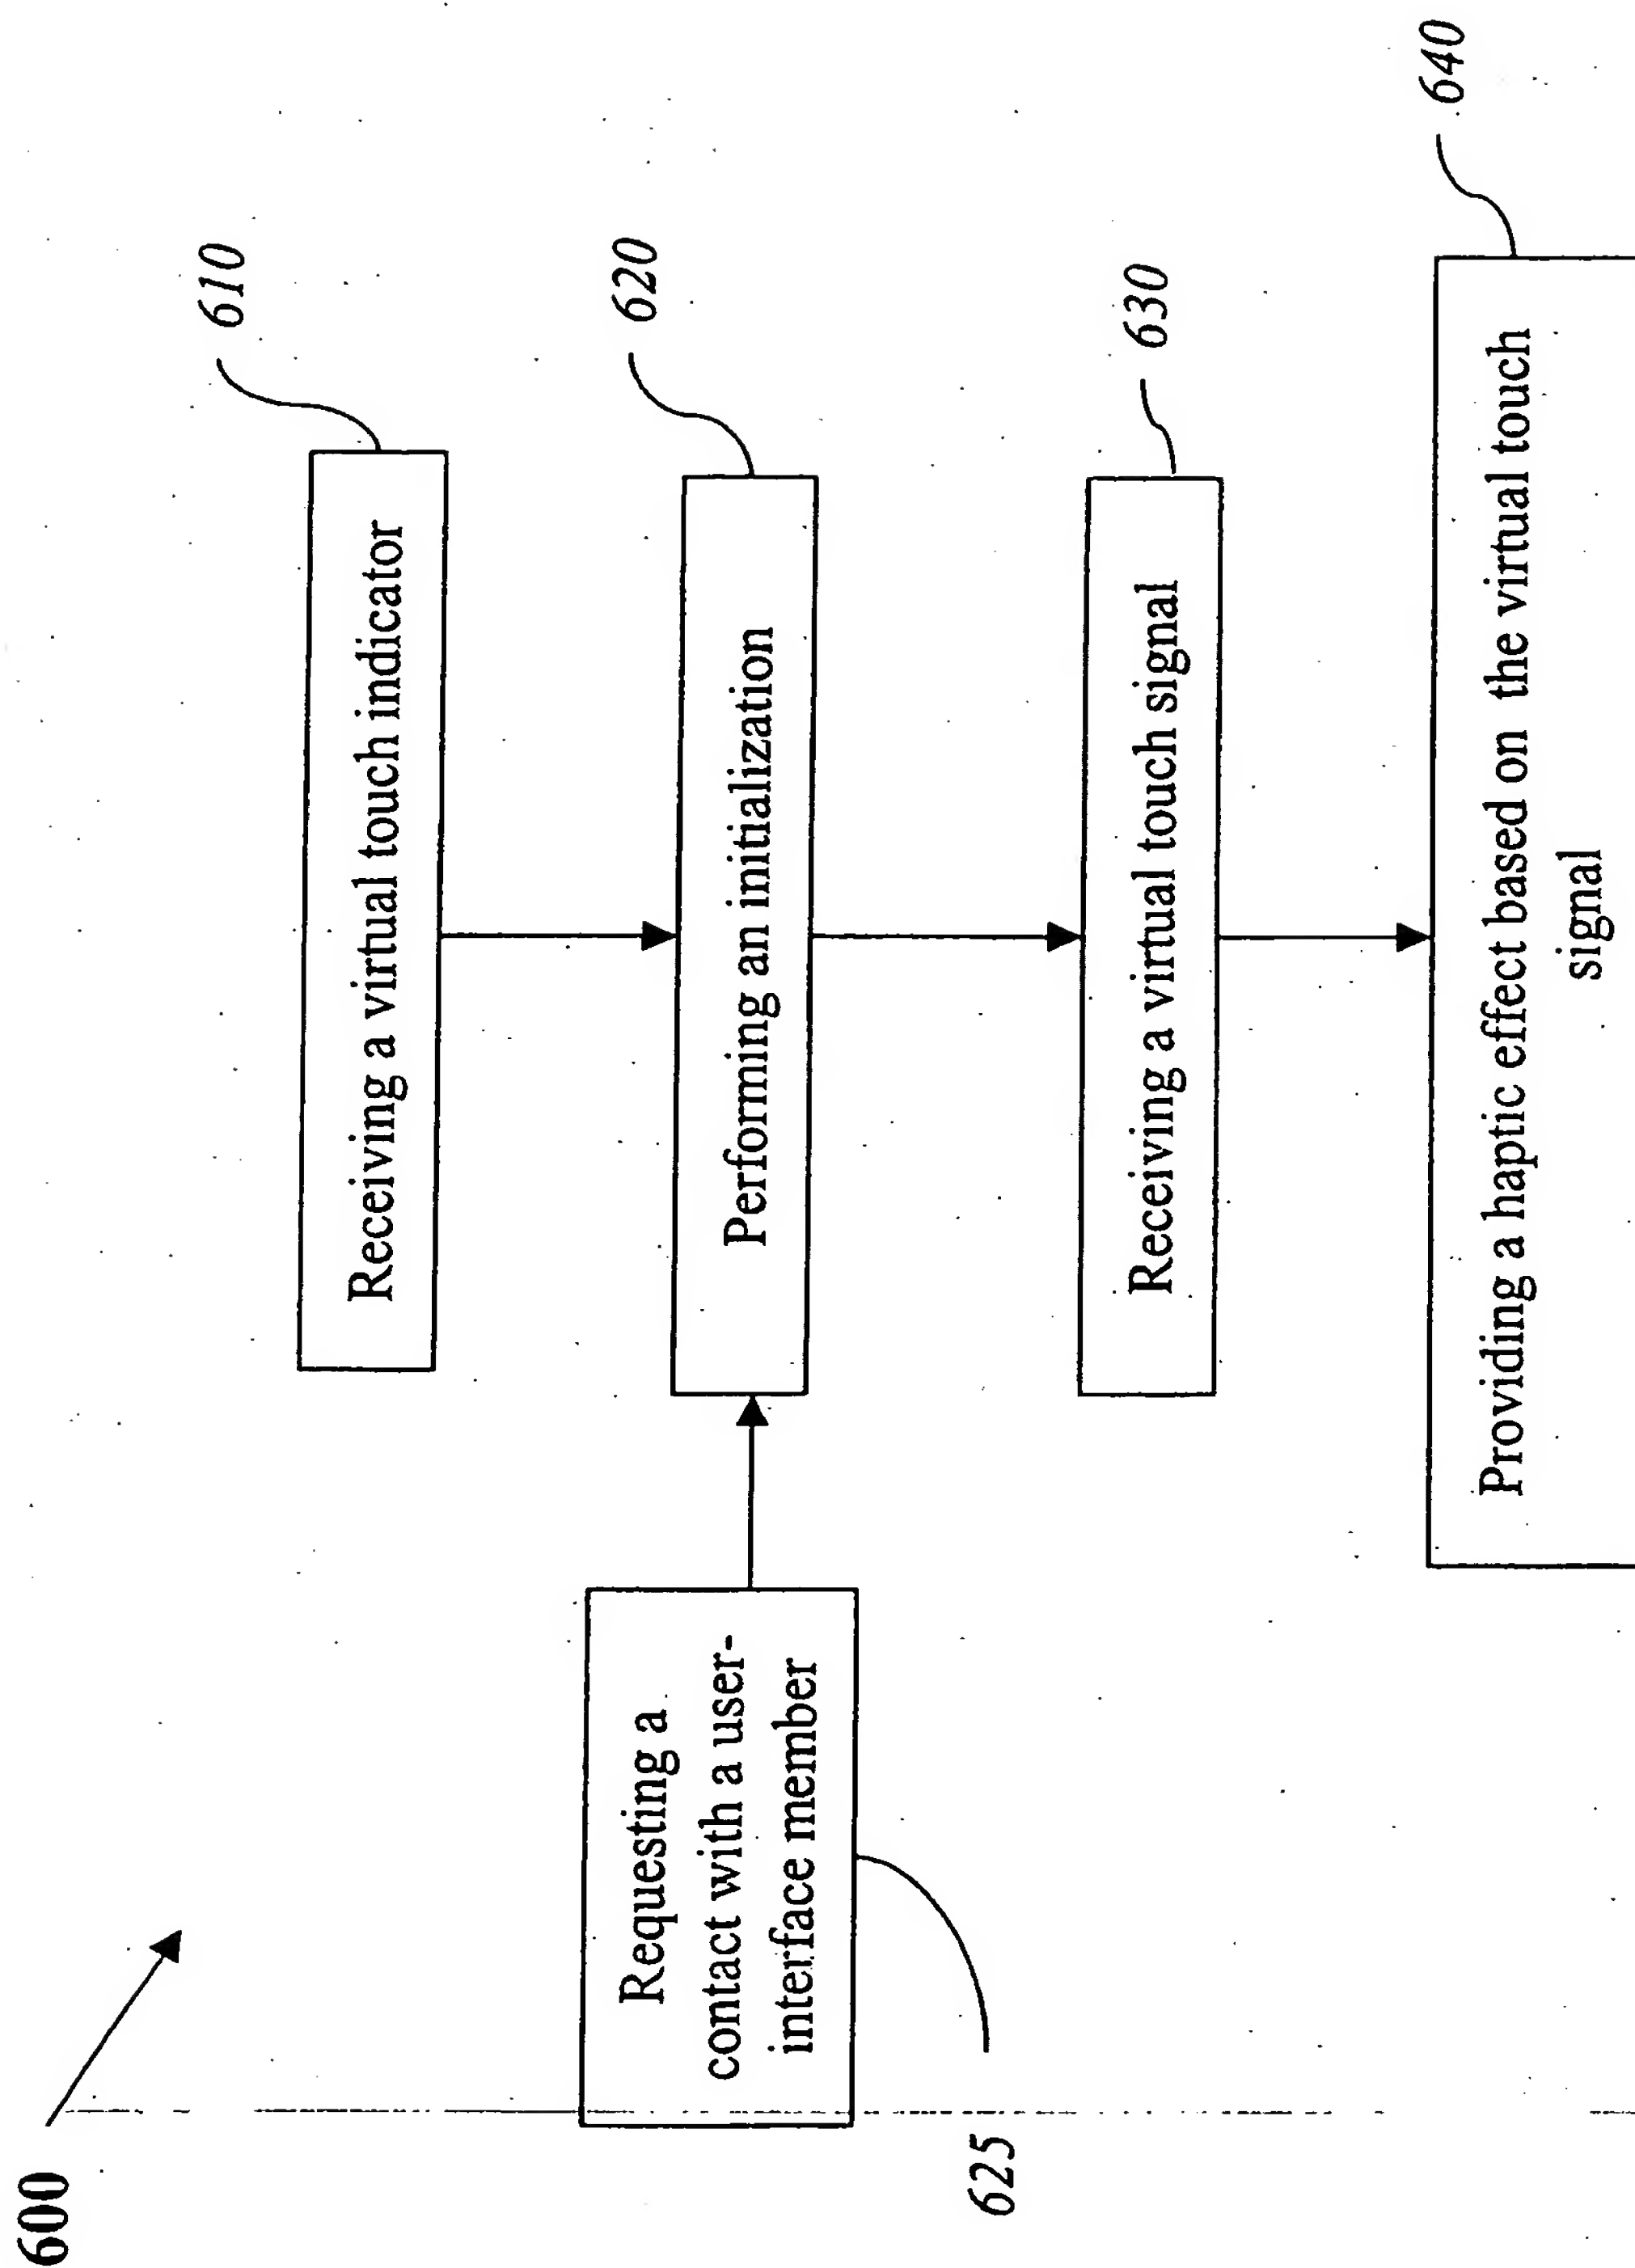 600
610
Receiving a virtual touch indicator
620
Performing an initialization
Requesting a
contact with a user-
interface member
625
630
Receiving a virtual touch signal
640
Providing a haptic effect based on the virtual touch
signal